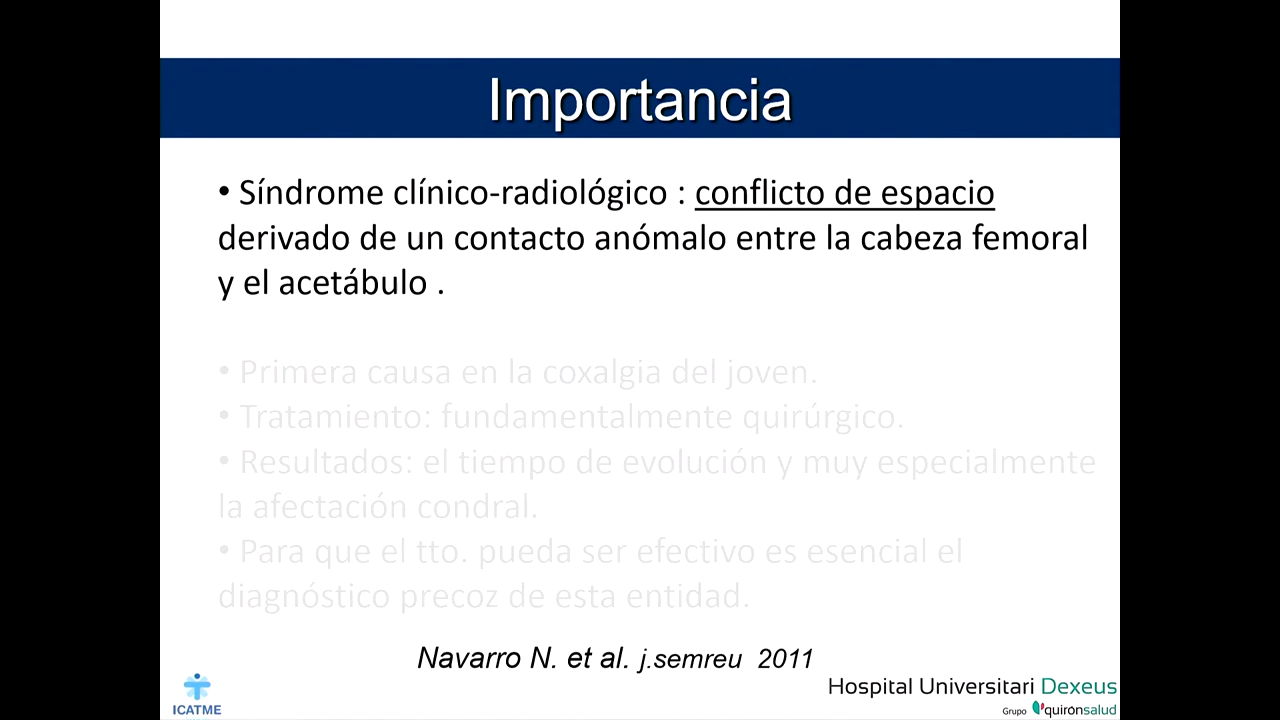 Importancia
• Síndrome clínico-radiológico : conflicto de espacio
derivado de un contacto anómalo entre la cabeza femoral
y el acetábulo .
• Primera causa en la coxalgia del joven.
• Tratamiento: fundamentalmente quirúrgico.
• Resultados: el tiempo de evolución y muy especialmente
la afectación condral.
• Para que el tto. pueda ser efectivo es esencial el
diagnóstico precoz de esta entidad.
Navarro N. et al. j.semreu 2011
ICATME
Hospital Universitari Dexeus
Grupo quirónsalud